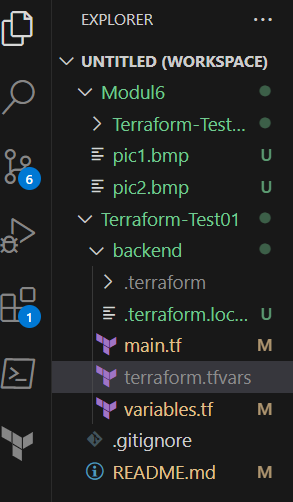 EXPLORER
UNTITLED (WORKSPACE)
Modul6
Terraform-Test...
pic1.bmp U
pic2.bmp U
Terraform-Test01
6
backend
.terraform
.terraform.loc... U
1
main.tf M
terraform.tfvars
variables.tf M
.gitignore
README.md M